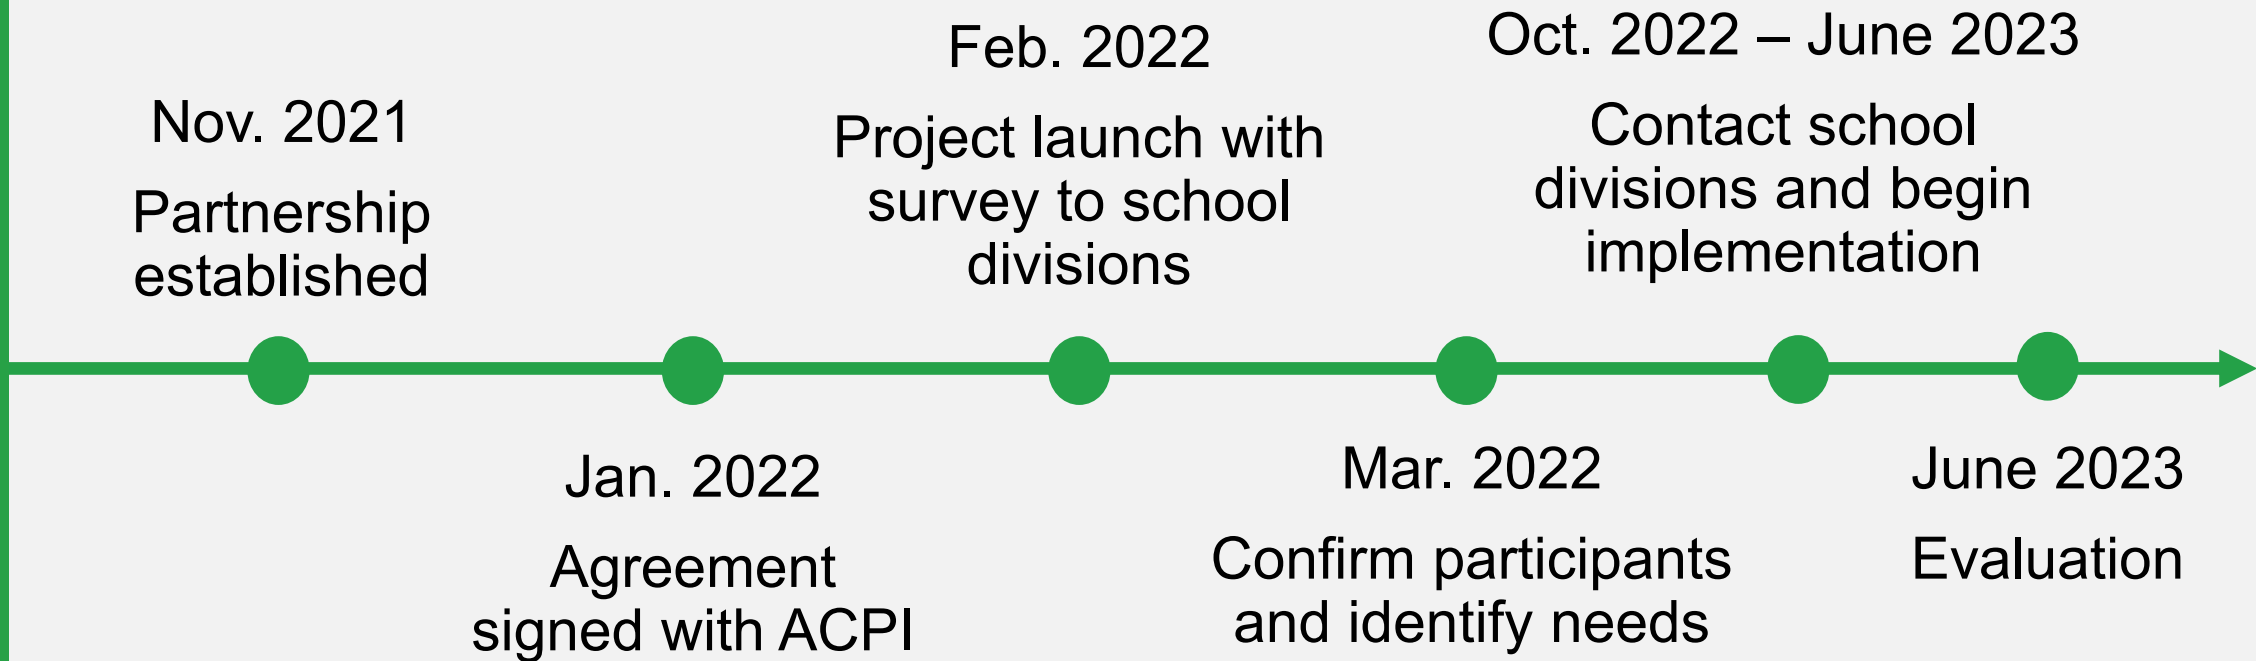 Nov. 2021
Partnership
established
Jan. 2022
Agreement
signed with ACPI
Feb. 2022
Project launch with
survey to school
divisions
Mar. 2022
Confirm participants
and identify needs
Oct. 2022 – June 2023
Contact school
divisions and begin
implementation
June 2023
Evaluation